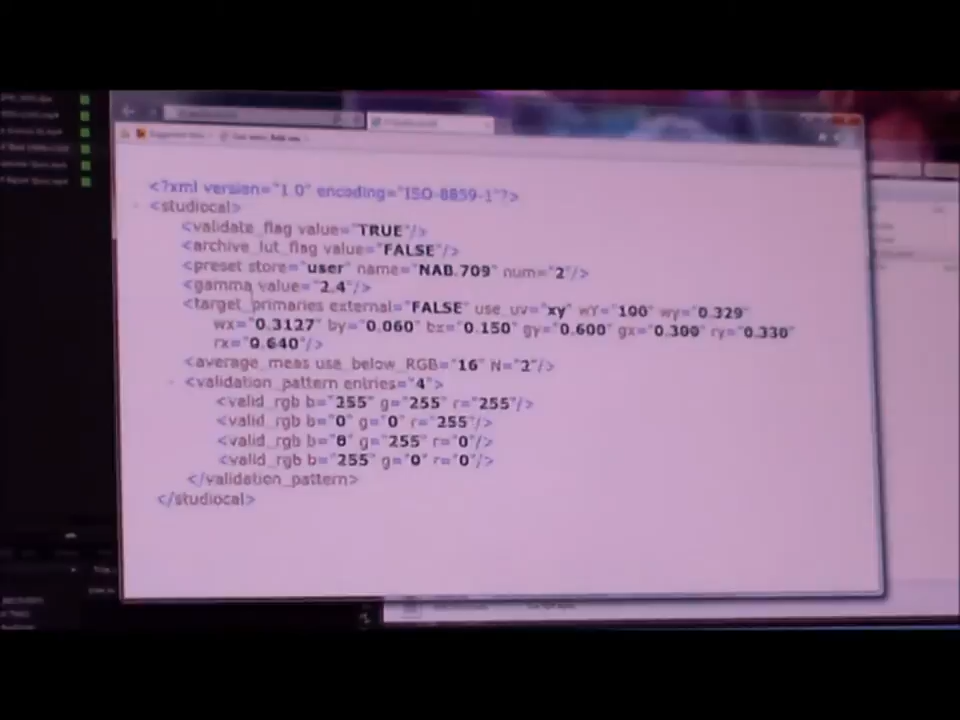 <?xml version="1.0" encoding="ISO-8859-1"?>
- <studiocal>
<validate_flag value="TRUE"/>
<archive_lut_flag value="FALSE"/>
<preset store="user" name="NAB.709" num="2"/>
<gamma value="2.4"/>
<target_primaries external="FALSE" use_uv="xy" wY="100" wy="0.329"
wx="0.3127" by="0.060" bx="0.150" gy="0.600" gx="0.300" ry="0.330"
rx="0.640"/>
<average_meas use_below_RGB="16" N="2"/>
- <validation_pattern entries="4">
<valid_rgb b="255" g="255" r="255"/>
<valid_rgb b="0" g="0" r="255"/>
<valid_rgb b="0" g="255" r="0"/>
<valid_rgb b="255" g="0" r="0"/>
</validation_pattern>
</studiocal>